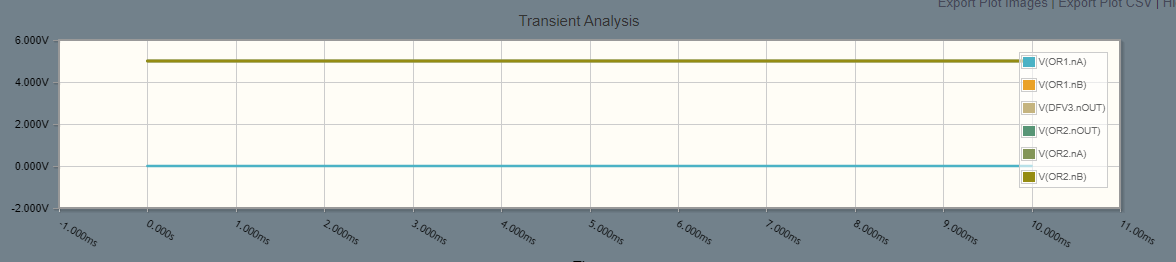 Export Plot Images | Export Plot CSV |
Transient Analysis
6.000V
4.000V
2.000V
0.000V
-2.000V
V(OR1.nA)
V(OR1.nB)
V(DFV3.nOUT)
V(OR2.nOUT)
V(OR2.nA)
V(OR2.nB)
-1.000ms
0.000s
1.000ms
2.000ms
3.000ms
4.000ms
5.000ms
6.000ms
7.000ms
8.000ms
9.000ms
10.000ms
11.00ms